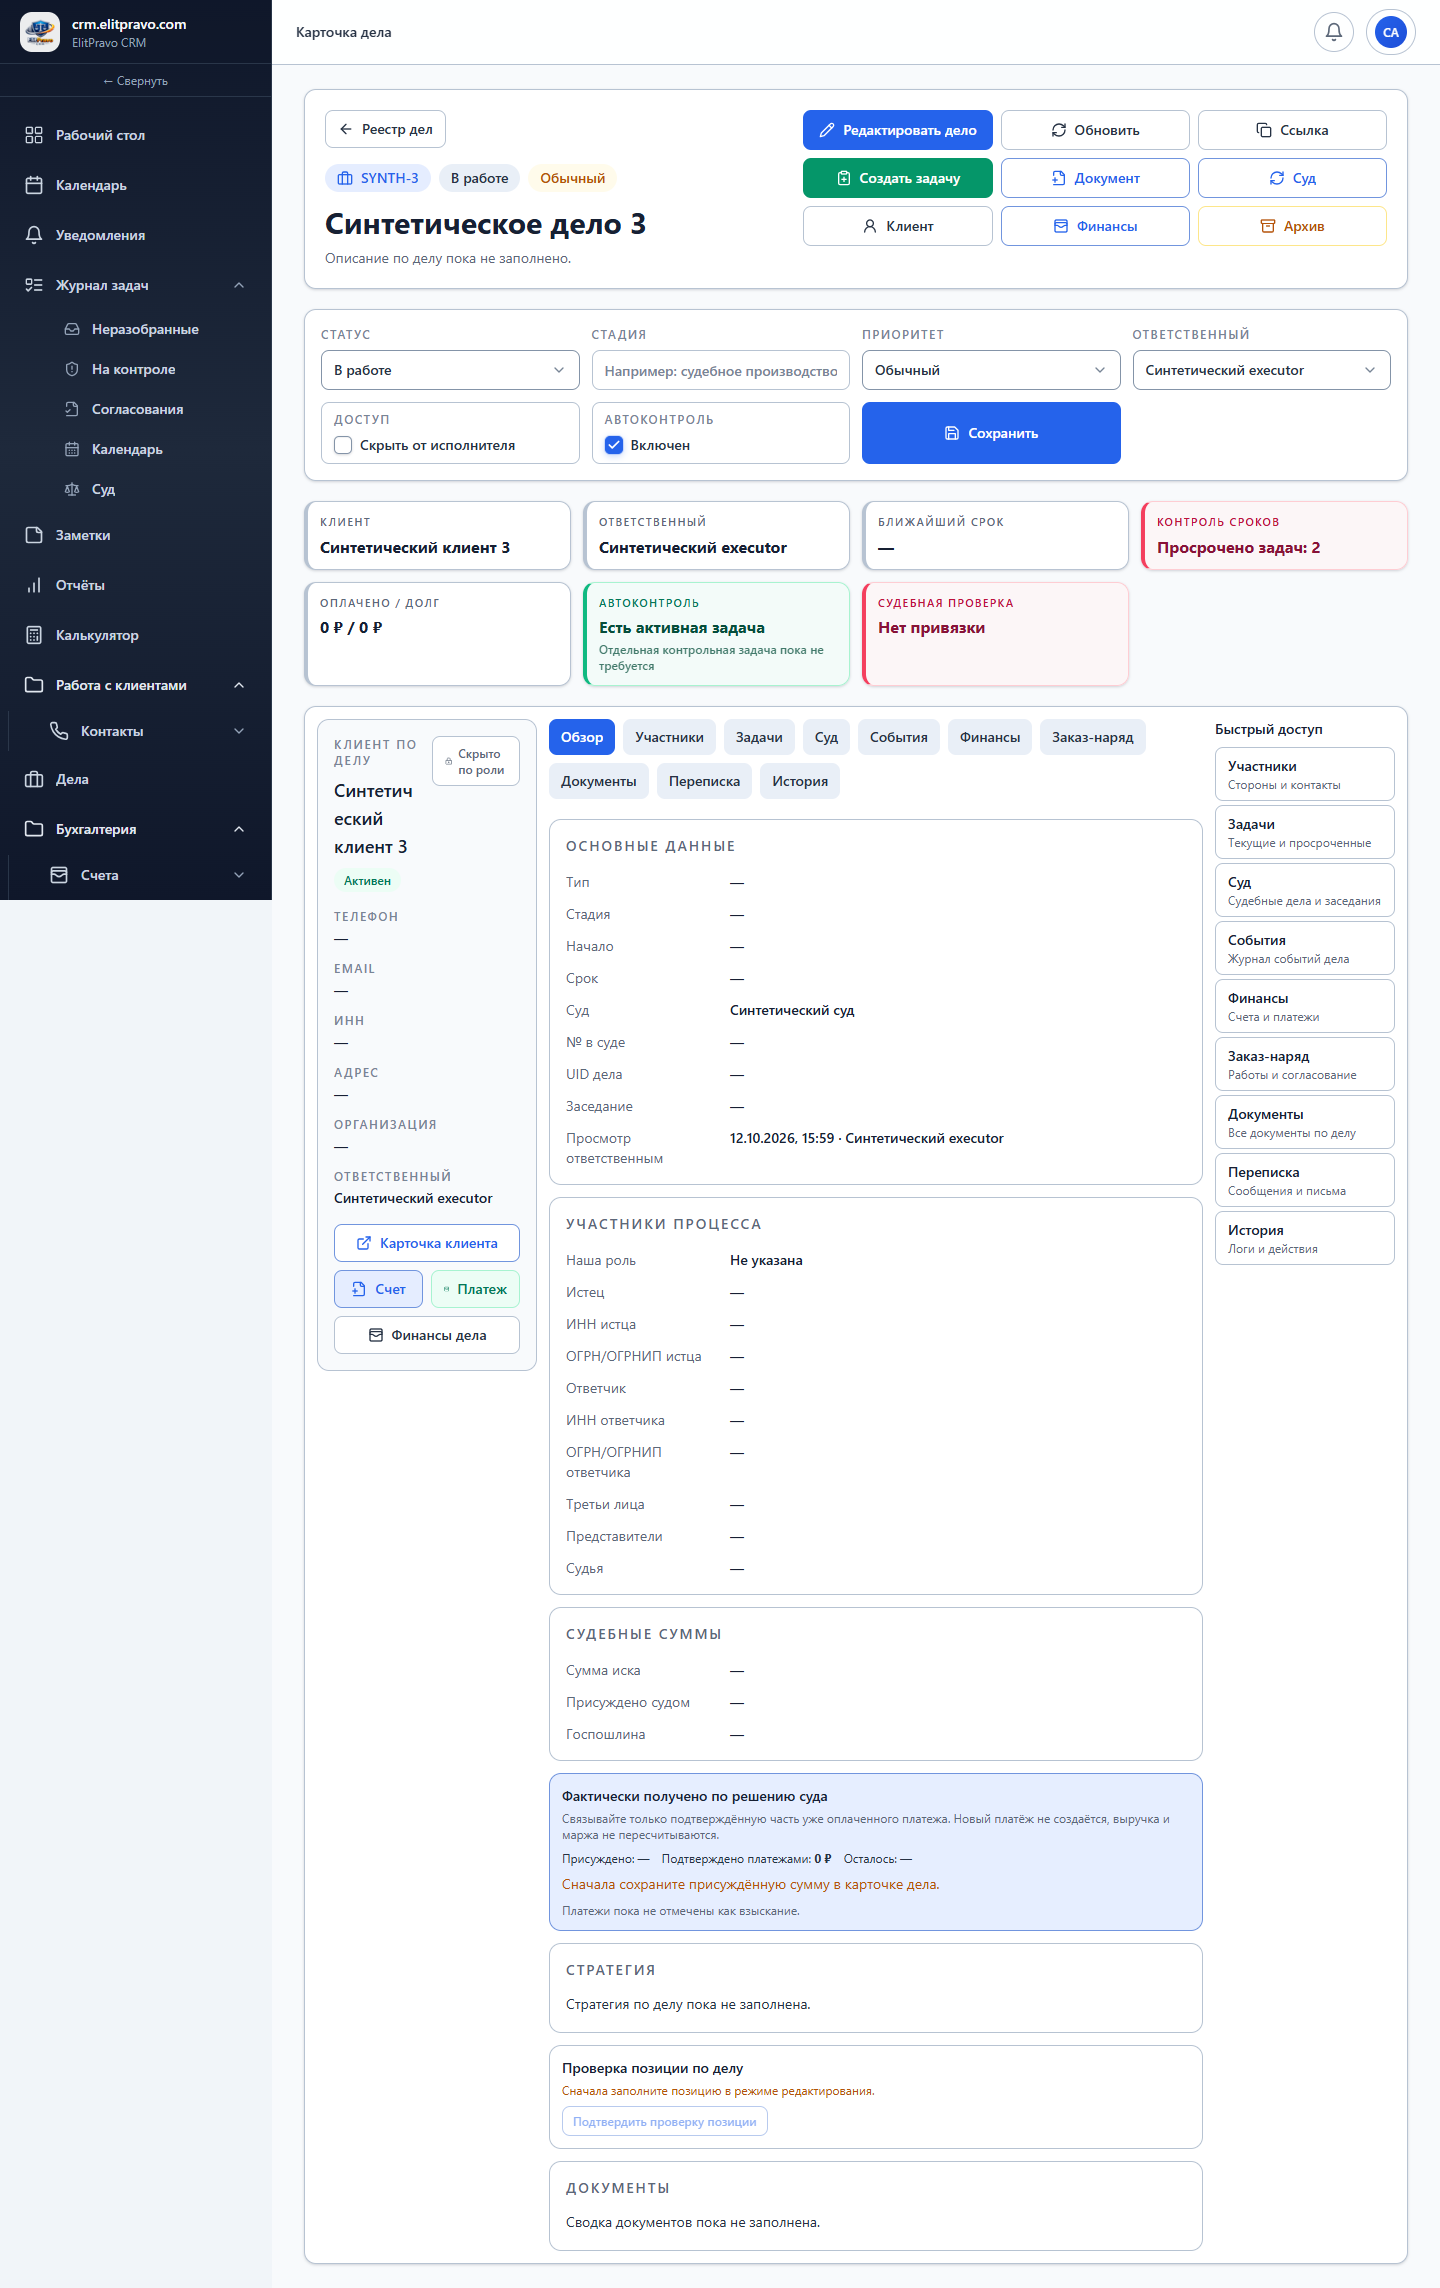 crm.elitpravo.com
ElitPravo CRM
← Свернуть
Рабочий стол
Календарь
Уведомления
Журнал задач
Неразобранные
На контроле
Согласования
Календарь
Суд
Заметки
Отчёты
Калькулятор
Работа с клиентами
Контакты
Дела
Бухгалтерия
Счета
Карточка дела
СА
Реестр дел
SYNTH-3
В работе
Обычный
Синтетическое дело 3
Описание по делу пока не заполнено.
Редактировать дело
Обновить
Ссылка
Создать задачу
Документ
Суд
Клиент
Финансы
Архив
СТАТУС
СТАДИЯ
ПРИОРИТЕТ
ОТВЕТСТВЕННЫЙ
В работе
Например: судебное производство
Обычный
Синтетический executor
ДОСТУП
Скрыть от исполнителя
АВТОКОНТРОЛЬ
Включен
Сохранить
КЛИЕНТ
Синтетический клиент 3
ОТВЕТСТВЕННЫЙ
Синтетический executor
БЛИЖАЙШИЙ СРОК
—
КОНТРОЛЬ СРОКОВ
Просрочено задач: 2
ОПЛАЧЕНО / ДОЛГ
0 ₽ / 0 ₽
АВТОКОНТРОЛЬ
Есть активная задача
Отдельная контрольная задача пока не
требуется
СУДЕБНАЯ ПРОВЕРКА
Нет привязки
КЛИЕНТ ПО
ДЕЛУ
Скрыто
по роли
Синтетич
еский
клиент 3
Активен
ТЕЛЕФОН
—
EMAIL
—
ИНН
—
АДРЕС
—
ОРГАНИЗАЦИЯ
—
ОТВЕТСТВЕННЫЙ
Синтетический executor
Карточка клиента
Счет
Платеж
Финансы дела
Обзор
Участники
Задачи
Суд
События
Финансы
Заказ-наряд
Документы
Переписка
История
ОСНОВНЫЕ ДАННЫЕ
Тип —
Стадия —
Начало —
Срок —
Суд Синтетический суд
№ в суде —
UID дела —
Заседание —
Просмотр 12.10.2026, 15:59 · Синтетический executor
ответственным
УЧАСТНИКИ ПРОЦЕССА
Наша роль Не указана
Истец —
ИНН истца —
ОГРН/ОГРНИП истца —
Ответчик —
ИНН ответчика —
ОГРН/ОГРНИП —
ответчика
Третьи лица —
Представители —
Судья —
СУДЕБНЫЕ СУММЫ
Сумма иска —
Присуждено судом —
Госпошлина —
Фактически получено по решению суда
Связывайте только подтверждённую часть уже оплаченного платежа. Новый платёж не создаётся, выручка и
маржа не пересчитываются.
Присуждено: — Подтверждено платежами: 0 ₽ Осталось: —
Сначала сохраните присуждённую сумму в карточке дела.
Платежи пока не отмечены как взыскание.
СТРАТЕГИЯ
Стратегия по делу пока не заполнена.
Проверка позиции по делу
Сначала заполните позицию в режиме редактирования.
Подтвердить проверку позиции
ДОКУМЕНТЫ
Сводка документов пока не заполнена.
Быстрый доступ
Участники
Стороны и контакты
Задачи
Текущие и просроченные
Суд
Судебные дела и заседания
События
Журнал событий дела
Финансы
Счета и платежи
Заказ-наряд
Работы и согласование
Документы
Все документы по делу
Переписка
Сообщения и письма
История
Логи и действия